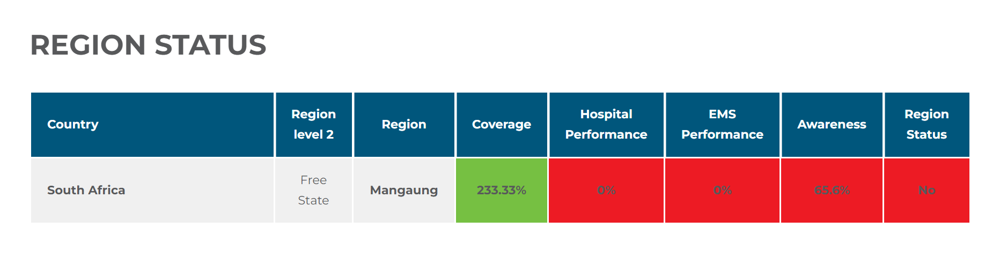 REGION STATUS
Country
Region
level 2
Region
Coverage
Hospital
Performance
EMS
Performance
Awareness
Region
Status
South Africa
Free
State
Mangaung
233.33%
0%
0%
65.6%
No